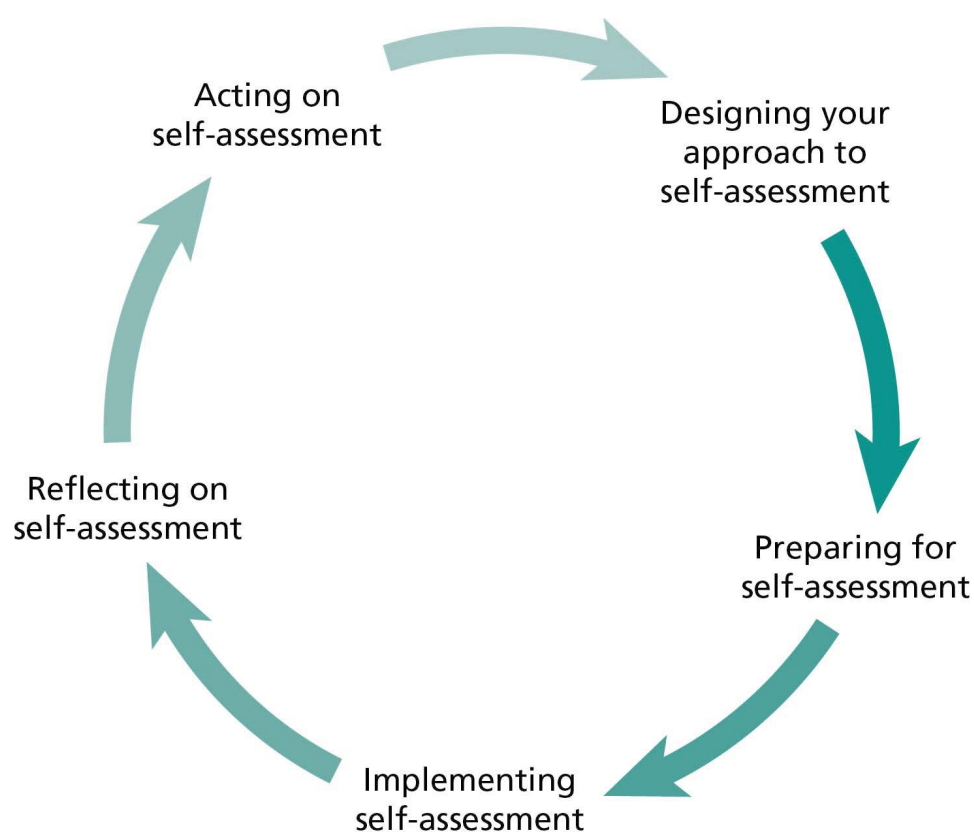 Acting on
self-assessment
Designing your
approach to
self-assessment
Preparing for
self-assessment
Implementing
self-assessment
Reflecting on
self-assessment